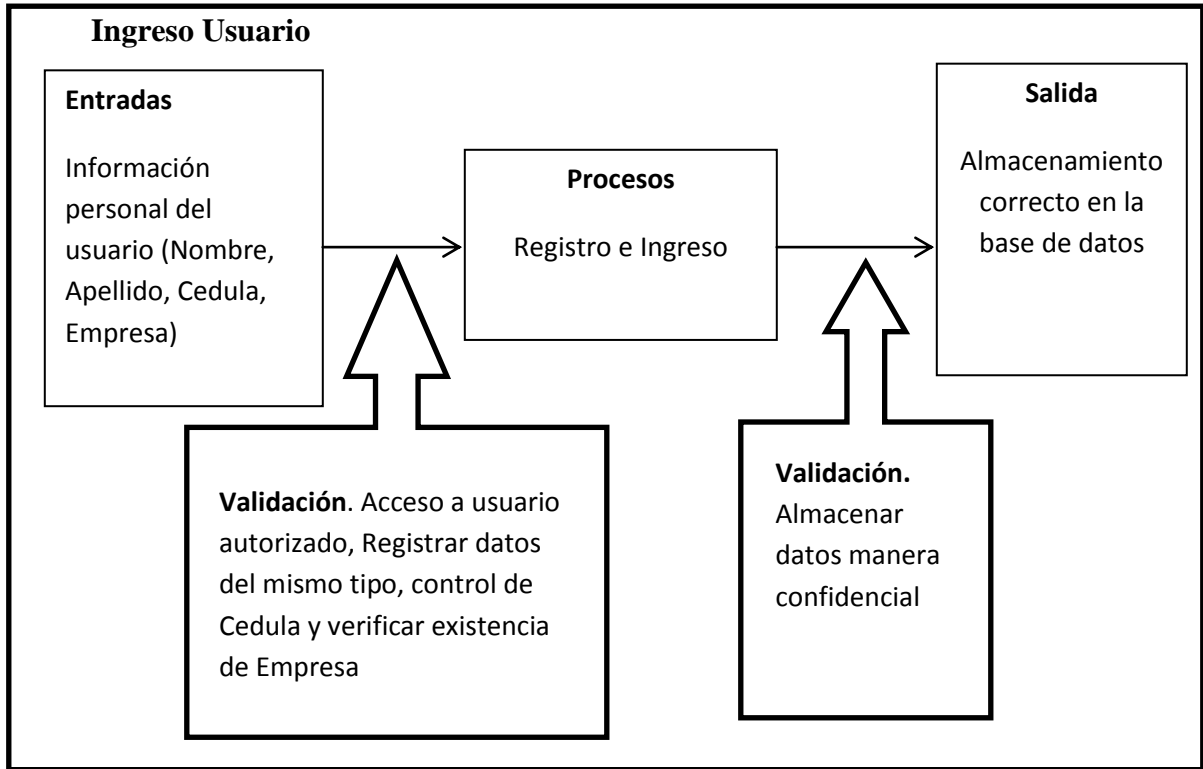 Ingreso Usuario
Entradas
Información
personal del
usuario (Nombre,
Apellido, Cedula,
Empresa)
Procesos
Registro e Ingreso
Salida
Almacenamiento
correcto en la
base de datos
Validación. Acceso a usuario
autorizado, Registrar datos
del mismo tipo, control de
Cedula y verificar existencia
de Empresa
Validación.
Almacenar
datos manera
confidencial